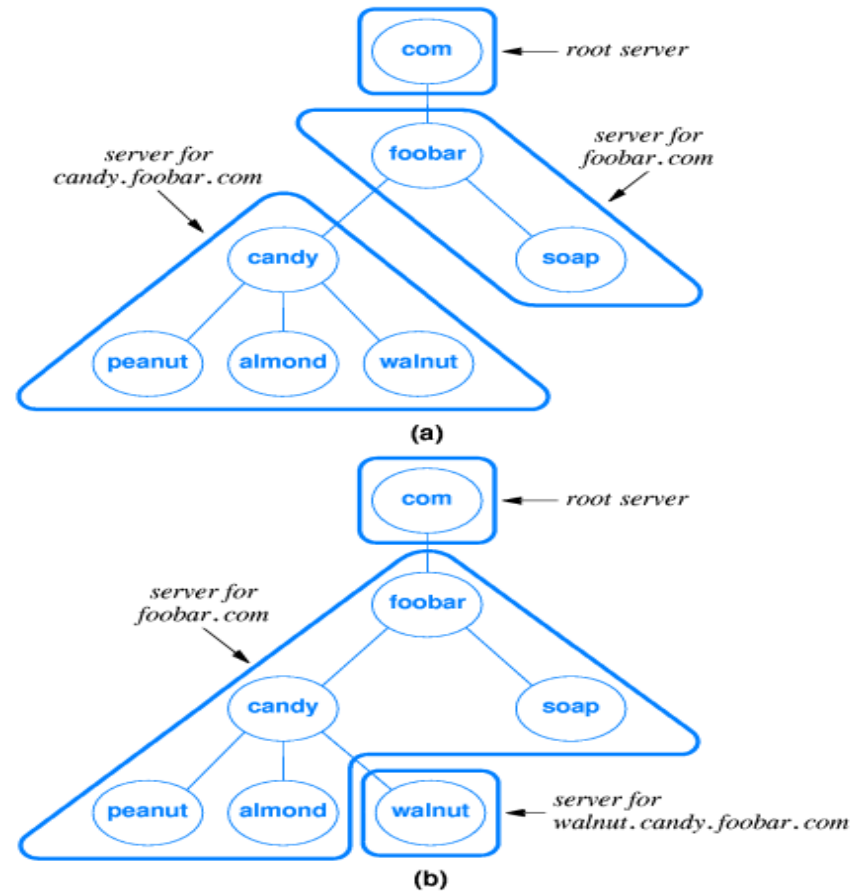 com
root server
foobar
server for
foobar.com
server for
candy.foobar.com
candy
soap
peanut
almond
walnut
(a)
com
root server
server for
foobar.com
foobar
candy
soap
peanut
almond
walnut
server for
walnut.candy.foobar.com
(b)